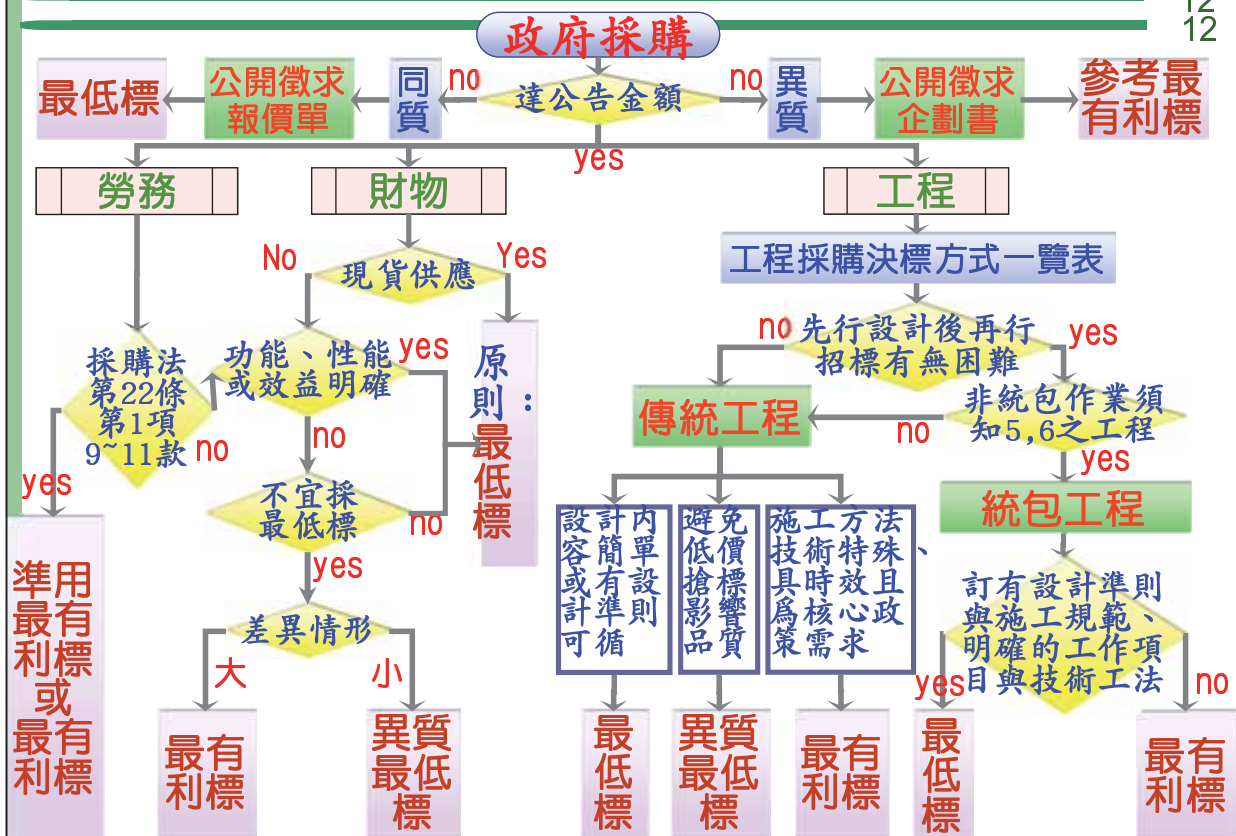 12
12
政府採購
最低標
公開徵求
報價單
同
質
no
達公告金額
no
異
質
公開徵求
企劃書
參考最
有利標
yes
勞務
財物
工程
工程採購決標方式一覽表
No
現貨供應
Yes
no
先行設計後再行
招標有無困難
yes
採購法
第22條
第1項
9~11款
no
yes
功能、性能
或效益明確
yes
no
不宜採
最低標
no
yes
原
則：
最
低
標
傳統工程
no
非統包作業須
知5,6之工程
yes
統包工程
準用
最有
利標
或
最有
利標
差異情形
大
小
最有
利標
異質
最低
標
設計內
容簡單
或有設
計準則
可循
避免
低價
搶標
影響
品質
施工方法、
技術特殊
具時效且
為核心政
策需求
訂有設計準則
與施工規範、
明確的工作項
目與技術工法
yes
no
最
低
標
異質
最低
標
最有
利標
最
低
標
最有
利標